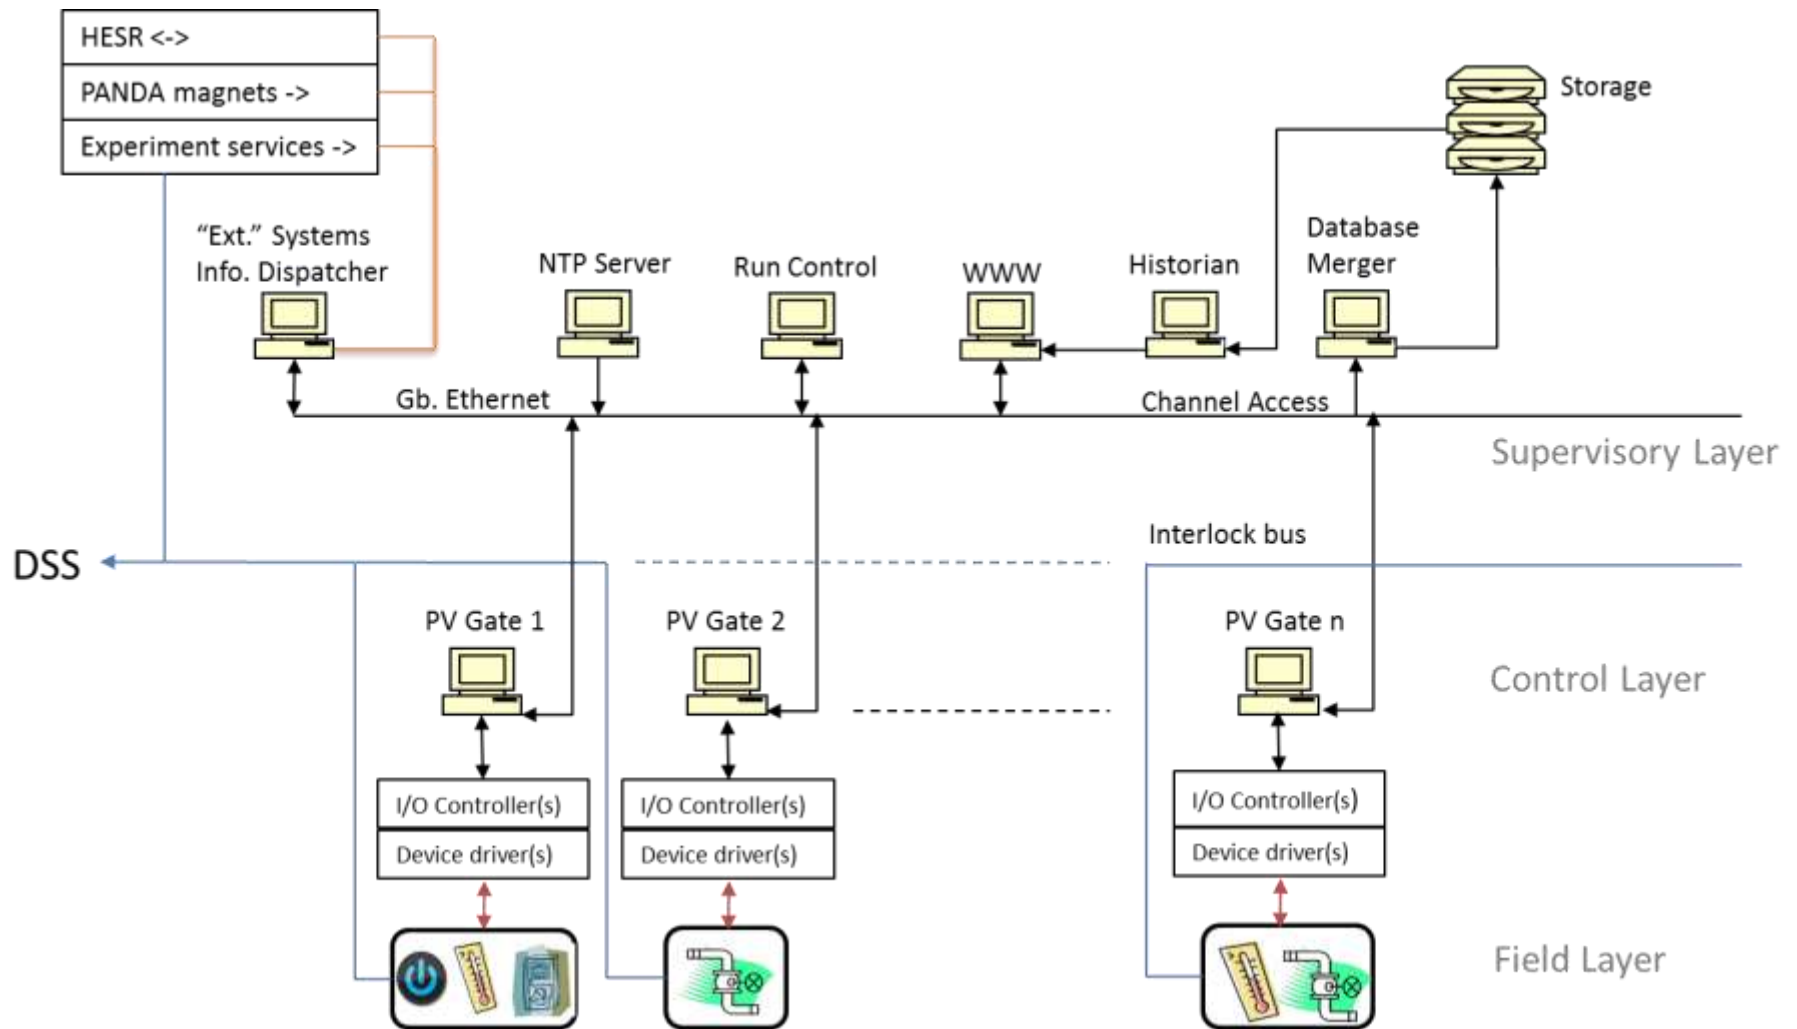 HESR <->
PANDA magnets ->
Experiment services ->
Storage
“Ext.” Systems
Info. Dispatcher
NTP Server
Run Control
WWW
Historian
Database
Merger
Gb. Ethernet
Channel Access
Supervisory Layer
Interlock bus
DSS
PV Gate 1
PV Gate 2
PV Gate n
Control Layer
I/O Controller(s)
Device driver(s)
I/O Controller(s)
Device driver(s)
I/O Controller(s)
Device driver(s)
Field Layer